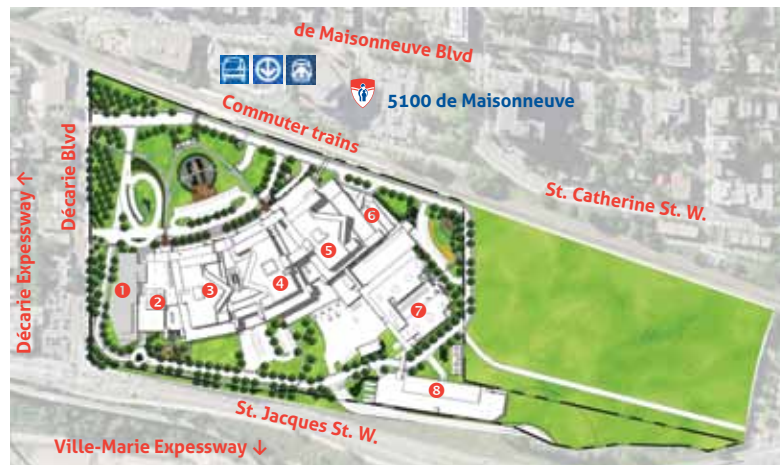 de Maisonneuve Blvd
5100 de Maisonneuve
Commuter trains
St. Catherine St. W.
Décarie Blvd
Décarie Expessway ↑
1
2
3
4
5
6
7
8
St. Jacques St. W.
Ville-Marie Expessway ↓